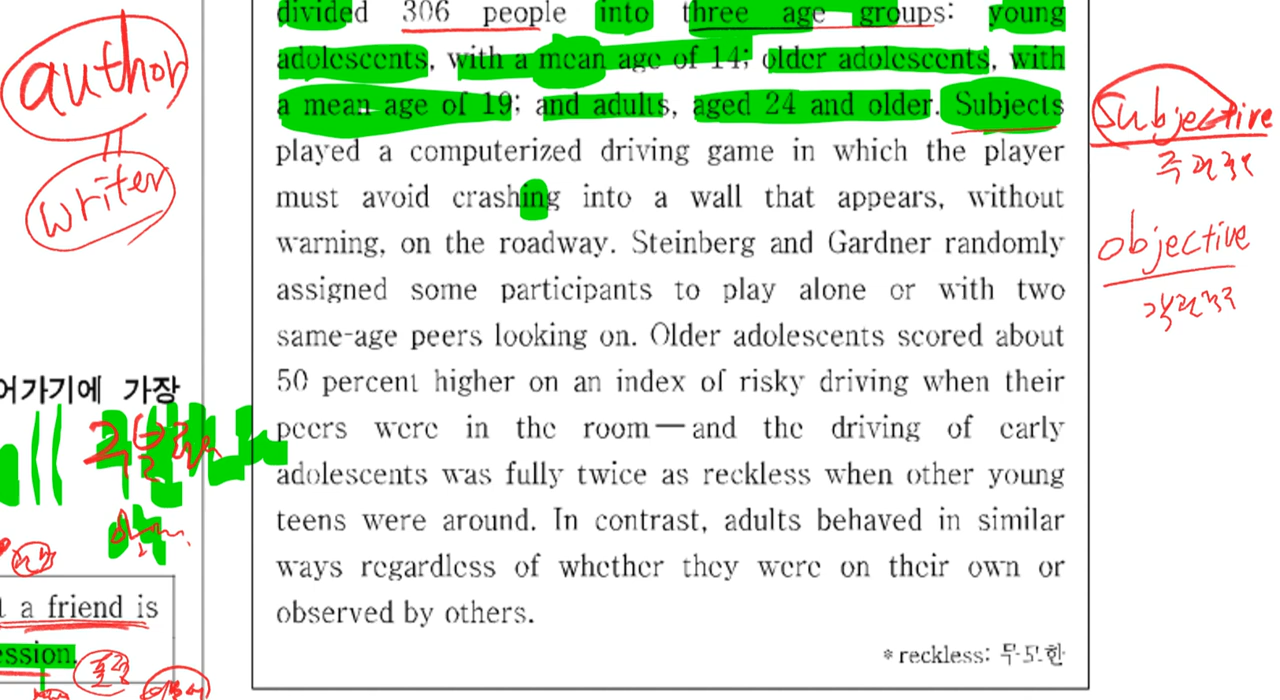 divided 306 people into three age groups: young
adolescents, with a mean age of 14; older adolescents, with
a mean age of 19; and adults, aged 24 and older. Subjects
played a computerized driving game in which the player
must avoid crashing into a wall that appears, without
warning, on the roadway. Steinberg and Gardner randomly
assigned some participants to play alone or with two
same-age peers looking on. Older adolescents scored about
50 percent higher on an index of risky driving when their
peers were in the room—and the driving of early
adolescents was fully twice as reckless when other young
teens were around. In contrast, adults behaved in similar
ways regardless of whether they were on their own or
observed by others.
* reckless: 무모한
author
writer
Subjective
주관적
objective
객관적
어가기에 가장
a friend is
ession.